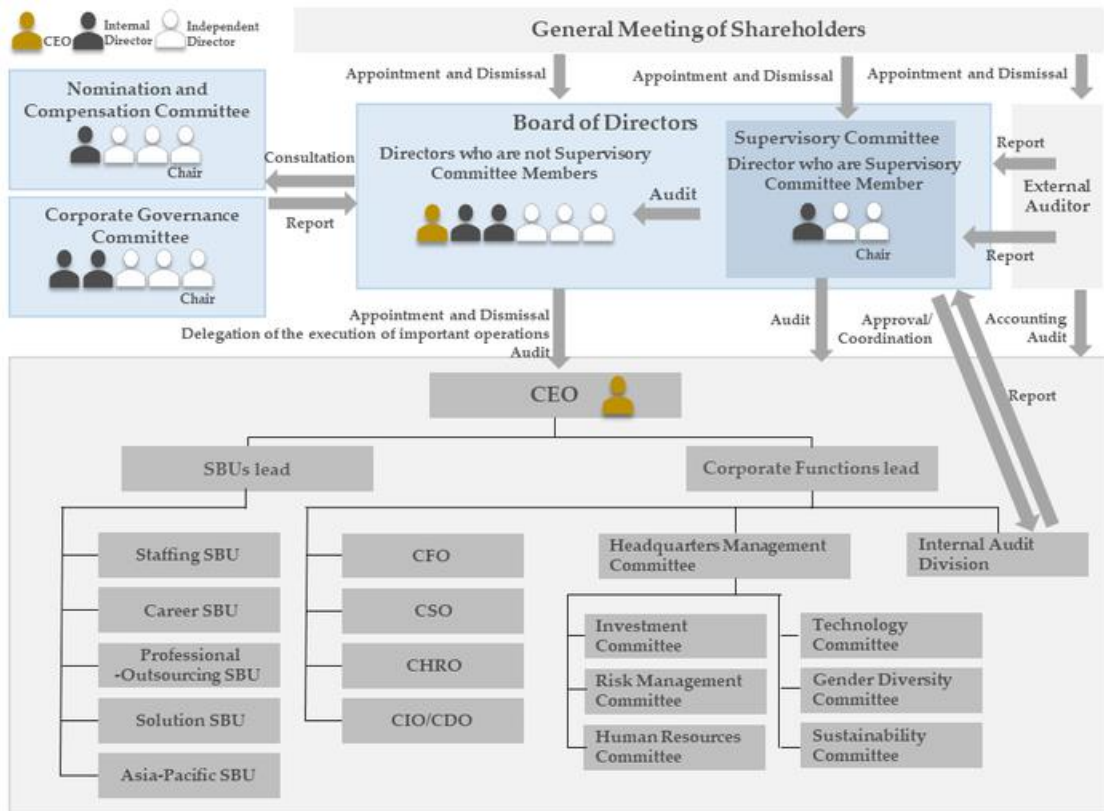 CEO
Internal
Director
Independent
Director
General Meeting of Shareholders
Appointment and Dismissal
Appointment and Dismissal
Appointment and Dismissal
Nomination and
Compensation Committee
Chair
Corporate Governance
Committee
Chair
Consultation
Report
Board of Directors
Directors who are not Supervisory
Committee Members
Audit
Supervisory Committee
Director who are Supervisory
Committee Member
Chair
Report
External
Auditor
Report
Appointment and Dismissal
Delegation of the execution of important operations
Audit
Audit
Approval/
Coordination
Accounting
Audit
Report
CEO
SBUs lead
Corporate Functions lead
Staffing SBU
Career SBU
Professional
-Outsourcing SBU
Solution SBU
Asia-Pacific SBU
CFO
CSO
CHRO
CIO/CDO
Headquarters Management
Committee
Internal Audit
Division
Investment
Committee
Risk Management
Committee
Human Resources
Committee
Technology
Committee
Gender Diversity
Committee
Sustainability
Committee